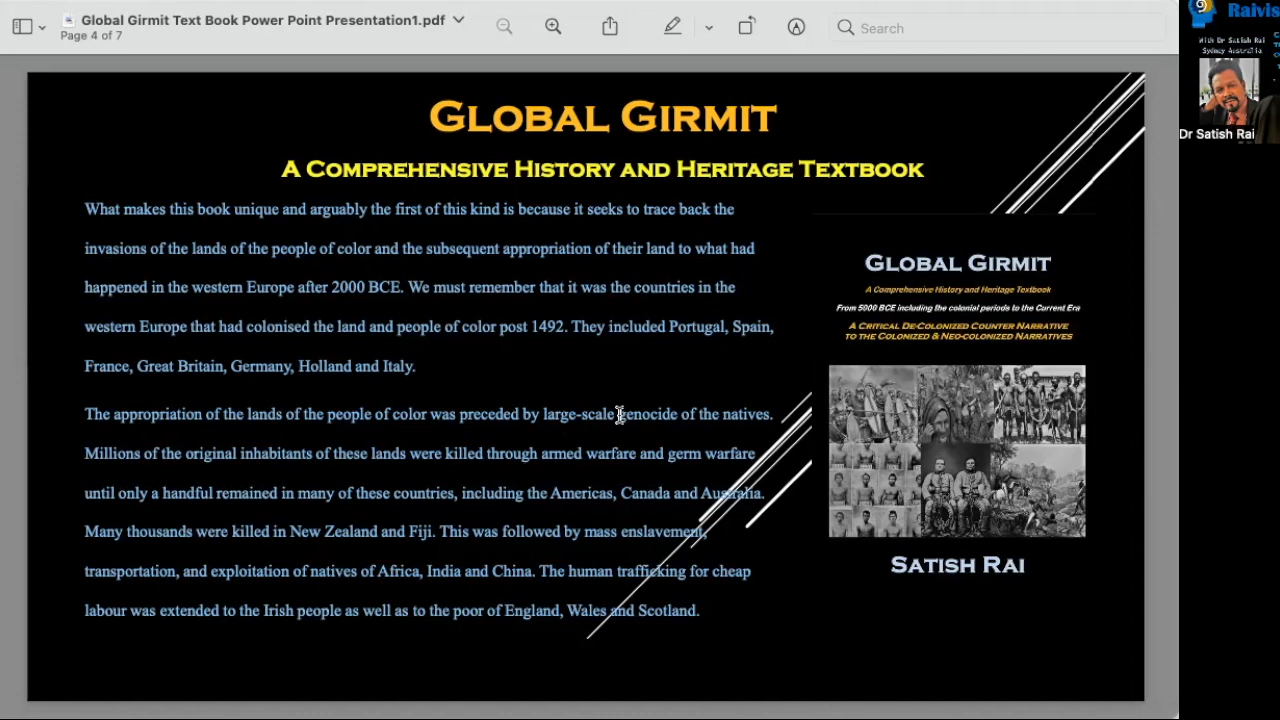 Global Girmit Text Book Power Point Presentation1.pdf
Page 4 of 7
Search
Raivis
With Dr Satish Rai
Sydney Australia
Dr Satish Rai
GLOBAL GIRMIT
A COMPREHENSIVE HISTORY AND HERITAGE TEXTBOOK
What makes this book unique and arguably the first of this kind is because it seeks to trace back the
invasions of the lands of the people of color and the subsequent appropriation of their land to what had
happened in the western Europe after 2000 BCE. We must remember that it was the countries in the
western Europe that had colonised the land and people of color post 1492. They included Portugal, Spain,
France, Great Britain, Germany, Holland and Italy.
The appropriation of the lands of the people of color was preceded by large-scale genocide of the natives.
Millions of the original inhabitants of these lands were killed through armed warfare and germ warfare
until only a handful remained in many of these countries, including the Americas, Canada and Australia.
Many thousands were killed in New Zealand and Fiji. This was followed by mass enslavement,
transportation, and exploitation of natives of Africa, India and China. The human trafficking for cheap
labour was extended to the Irish people as well as to the poor of England, Wales and Scotland.
GLOBAL GIRMIT
A Comprehensive History and Heritage Textbook
From 5000 BCE including the colonial periods to the Current Era
A CRITICAL DE-COLONIZED COUNTER NARRATIVE
TO THE COLONIZED & NEO-COLONIZED NARRATIVES
SATISH RAI